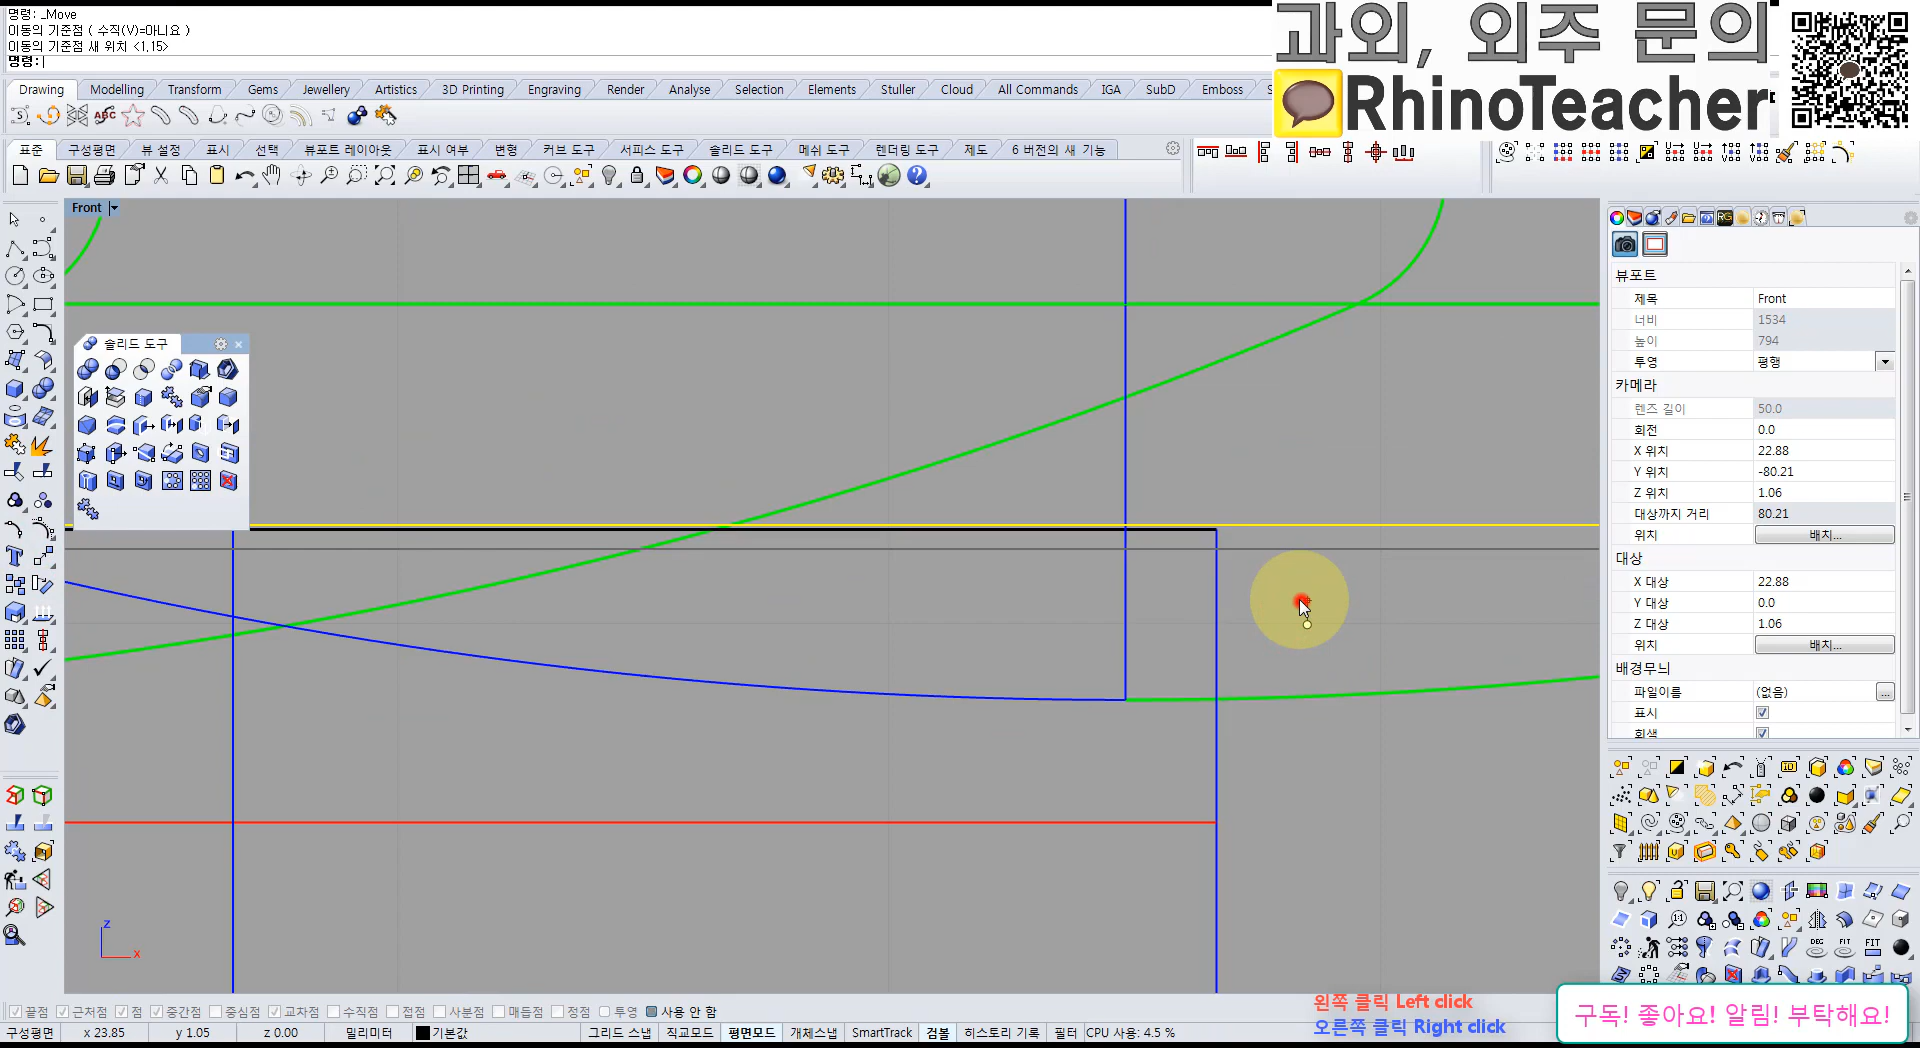 명령: _Move
이동의 기준점 ( 수직(V)=아니요 )
이동의 기준점 새 위치 <1.15>
명령:
과외, 외주 문의
RhinoTeacher
Drawing Modelling Transform Gems Jewellery Artistics 3D Printing Engraving Render Analyse Selection Elements Stuller Cloud All Commands IGA SubD Emboss S
표준 구성평면 뷰 설정 표시 선택 뷰포트 레이아웃 표시 여부 변형 커브 도구 서피스 도구 솔리드 도구 메쉬 도구 렌더링 도구 제도 6 버전의 새 기능
Front
솔리드 도구
뷰포트
제목 Front
너비 1534
높이 794
투영 평행
카메라
렌즈 길이 50.0
회전 0.0
X 위치 22.88
Y 위치 -80.21
Z 위치 1.06
대상까지 거리 80.21
위치 배치...
대상
X 대상 22.88
Y 대상 0.0
Z 대상 1.06
위치 배치...
배경무늬
파일이름 (없음) ...
표시
회색
z
x
끝점 근처점 점 중간점 중심점 교차점 수직점 접점 사분점 매듭점 정점 투영 사용 안 함
왼쪽 클릭 Left click
오른쪽 클릭 Right click
구독! 좋아요! 알림! 부탁해요!
구성평면 x 23.85 y 1.05 z 0.00 밀리미터 기본값 그리드 스냅 직교모드 평면모드 개체스냅 SmartTrack 검볼 히스토리 기록 필터 CPU 사용: 4.5 %